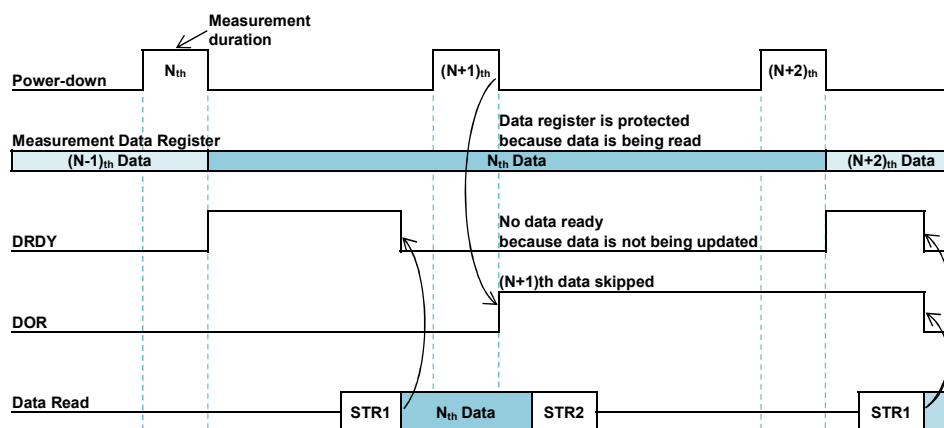 Measurement
duration
Power-down
Nth
(N+1)th
(N+2)th
Data register is protected
because data is being read
Measurement Data Register
(N-1)th Data
Nth Data
(N+2)th Data
DRDY
No data ready
because data is not being updated
(N+1)th data skipped
DOR
Data Read
STR1
Nth Data
STR2
STR1